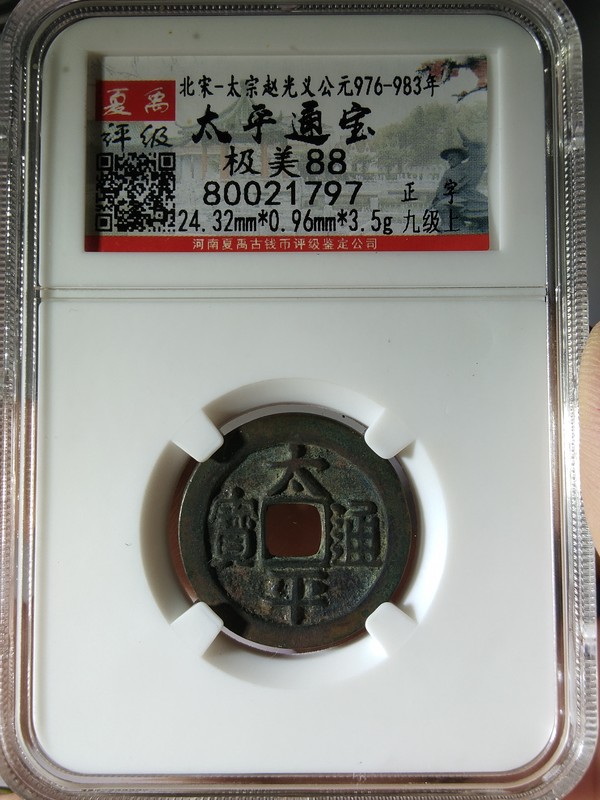 夏禹
评级
北宋-太宗赵光义公元976-983年
太平通宝
极美88
80021797
正字
24.32mm*0.96mm*3.5g 九级上
河南夏禹古钱币评级鉴定公司
太
寳 通
平